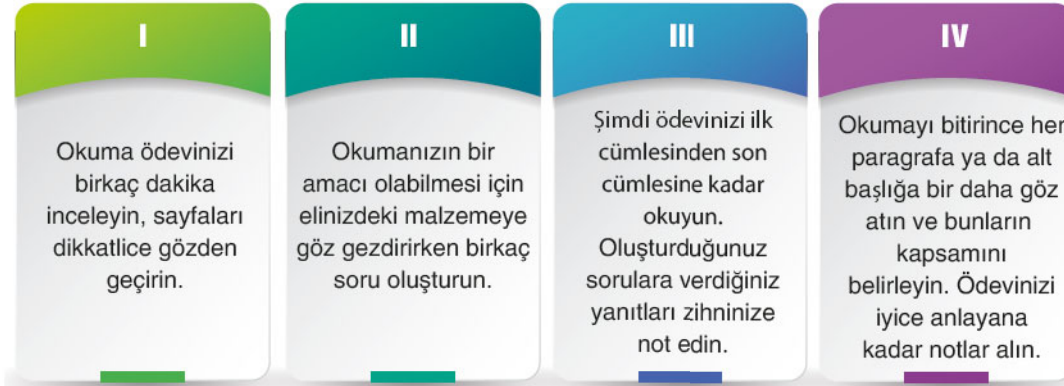 I
Okuma ödevinizi
birkaç dakika
inceleyin, sayfaları
dikkatlice gözden
geçirin.
II
Okumanızın bir
amacı olabilmesi için
elinizdeki malzemeye
göz gezdirirken birkaç
soru oluşturun.
III
Şimdi ödevinizi ilk
cümlesinden son
cümlesine kadar
okuyun.
Oluşturduğunuz
sorulara verdiğiniz
yanıtları zihninize
not edin.
IV
Okumayı bitirince her
paragrafa ya da alt
başlığa bir daha göz
atın ve bunların
kapsamını
belirleyin. Ödevinizi
iyice anlayana
kadar notlar alın.